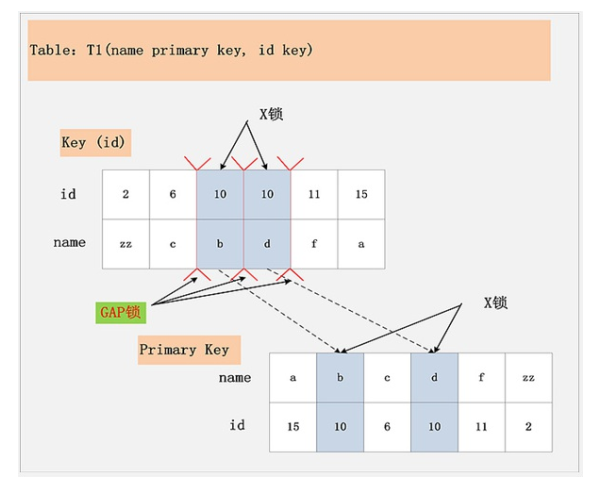 Table: T1(name primary key, id key)
X锁
Key (id)
id 2 6 10 10 11 15
name zz c b d f a
GAP锁
X锁
Primary Key
name a b c d f zz
id 15 10 6 10 11 2